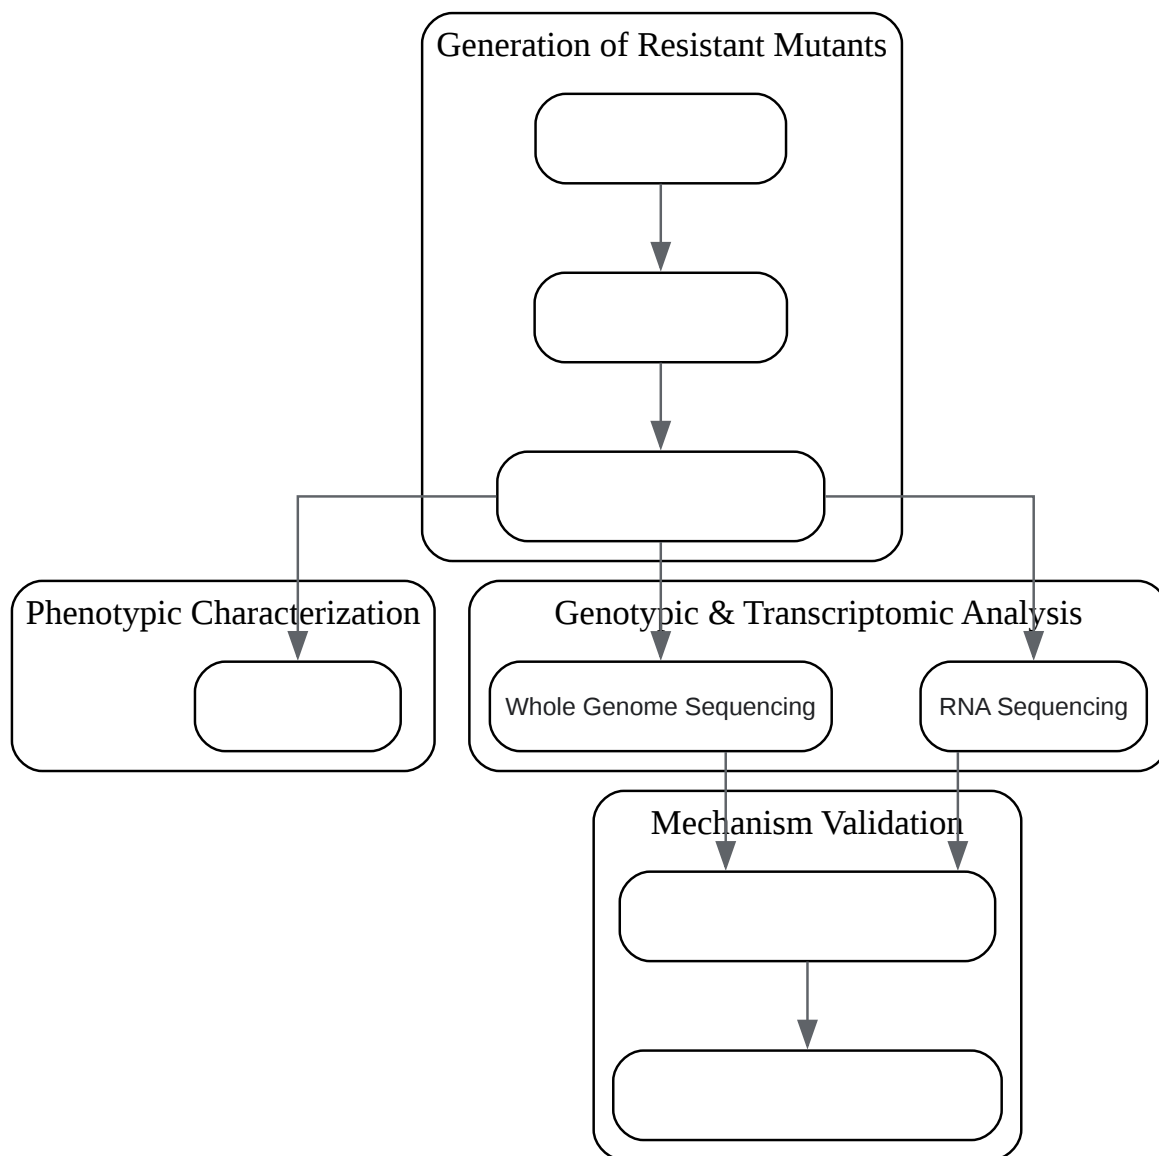 Generation of Resistant Mutants
Phenotypic Characterization
Genotypic & Transcriptomic Analysis
Whole Genome Sequencing
RNA Sequencing
Mechanism Validation